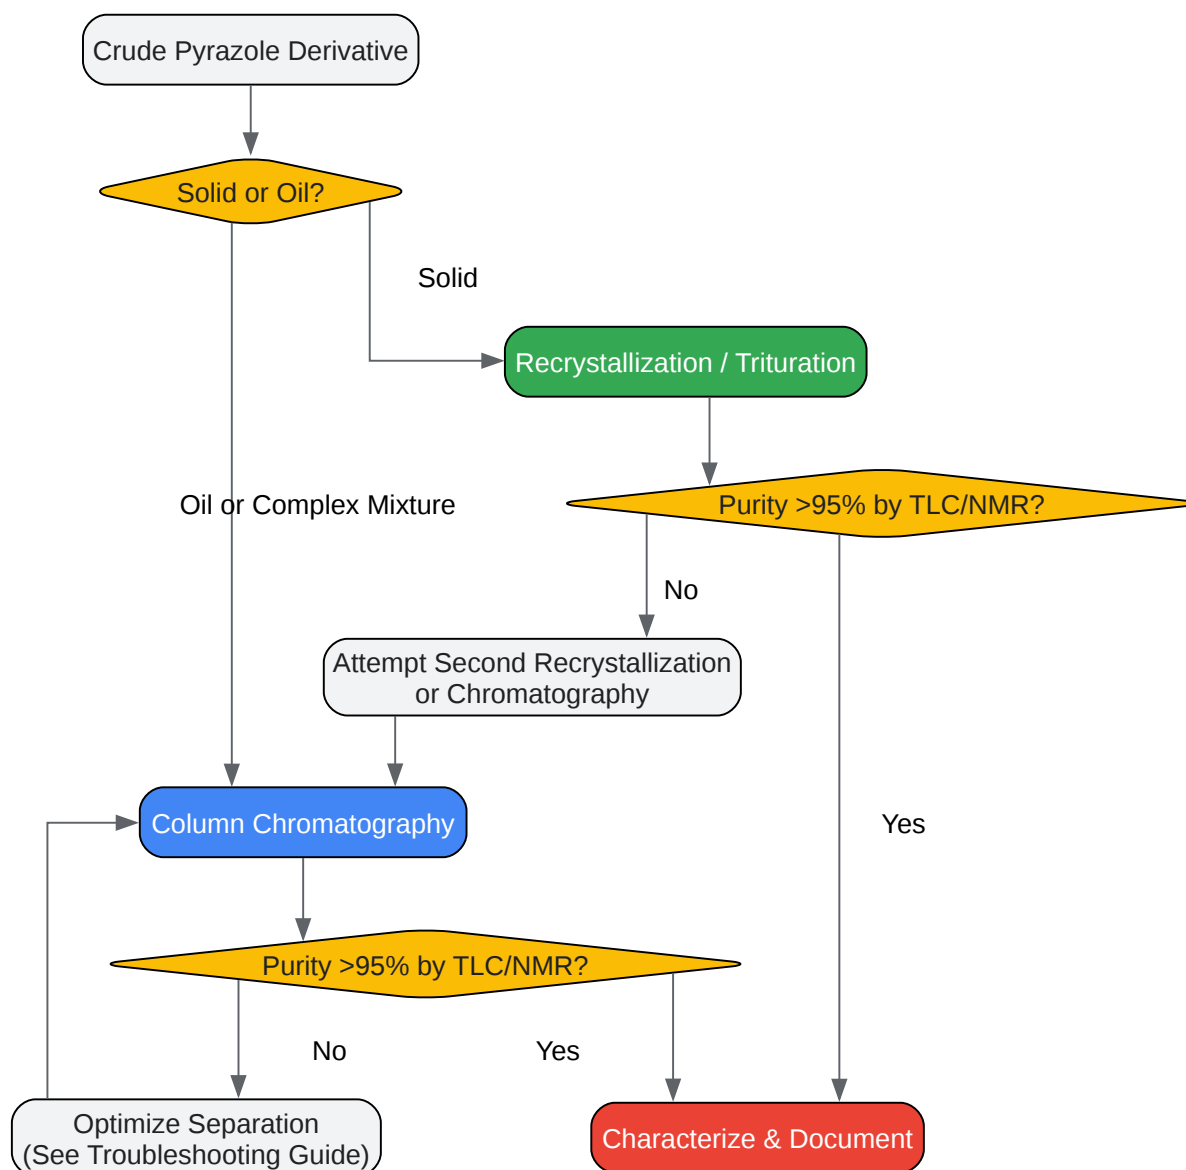 Crude Pyrazole Derivative
Solid or Oil?
Solid
Recrystallization / Trituration
Oil or Complex Mixture
Purity >95% by TLC/NMR?
No
Attempt Second Recrystallization
or Chromatography
Column Chromatography
Yes
Purity >95% by TLC/NMR?
No
Yes
Optimize Separation
(See Troubleshooting Guide)
Characterize & Document